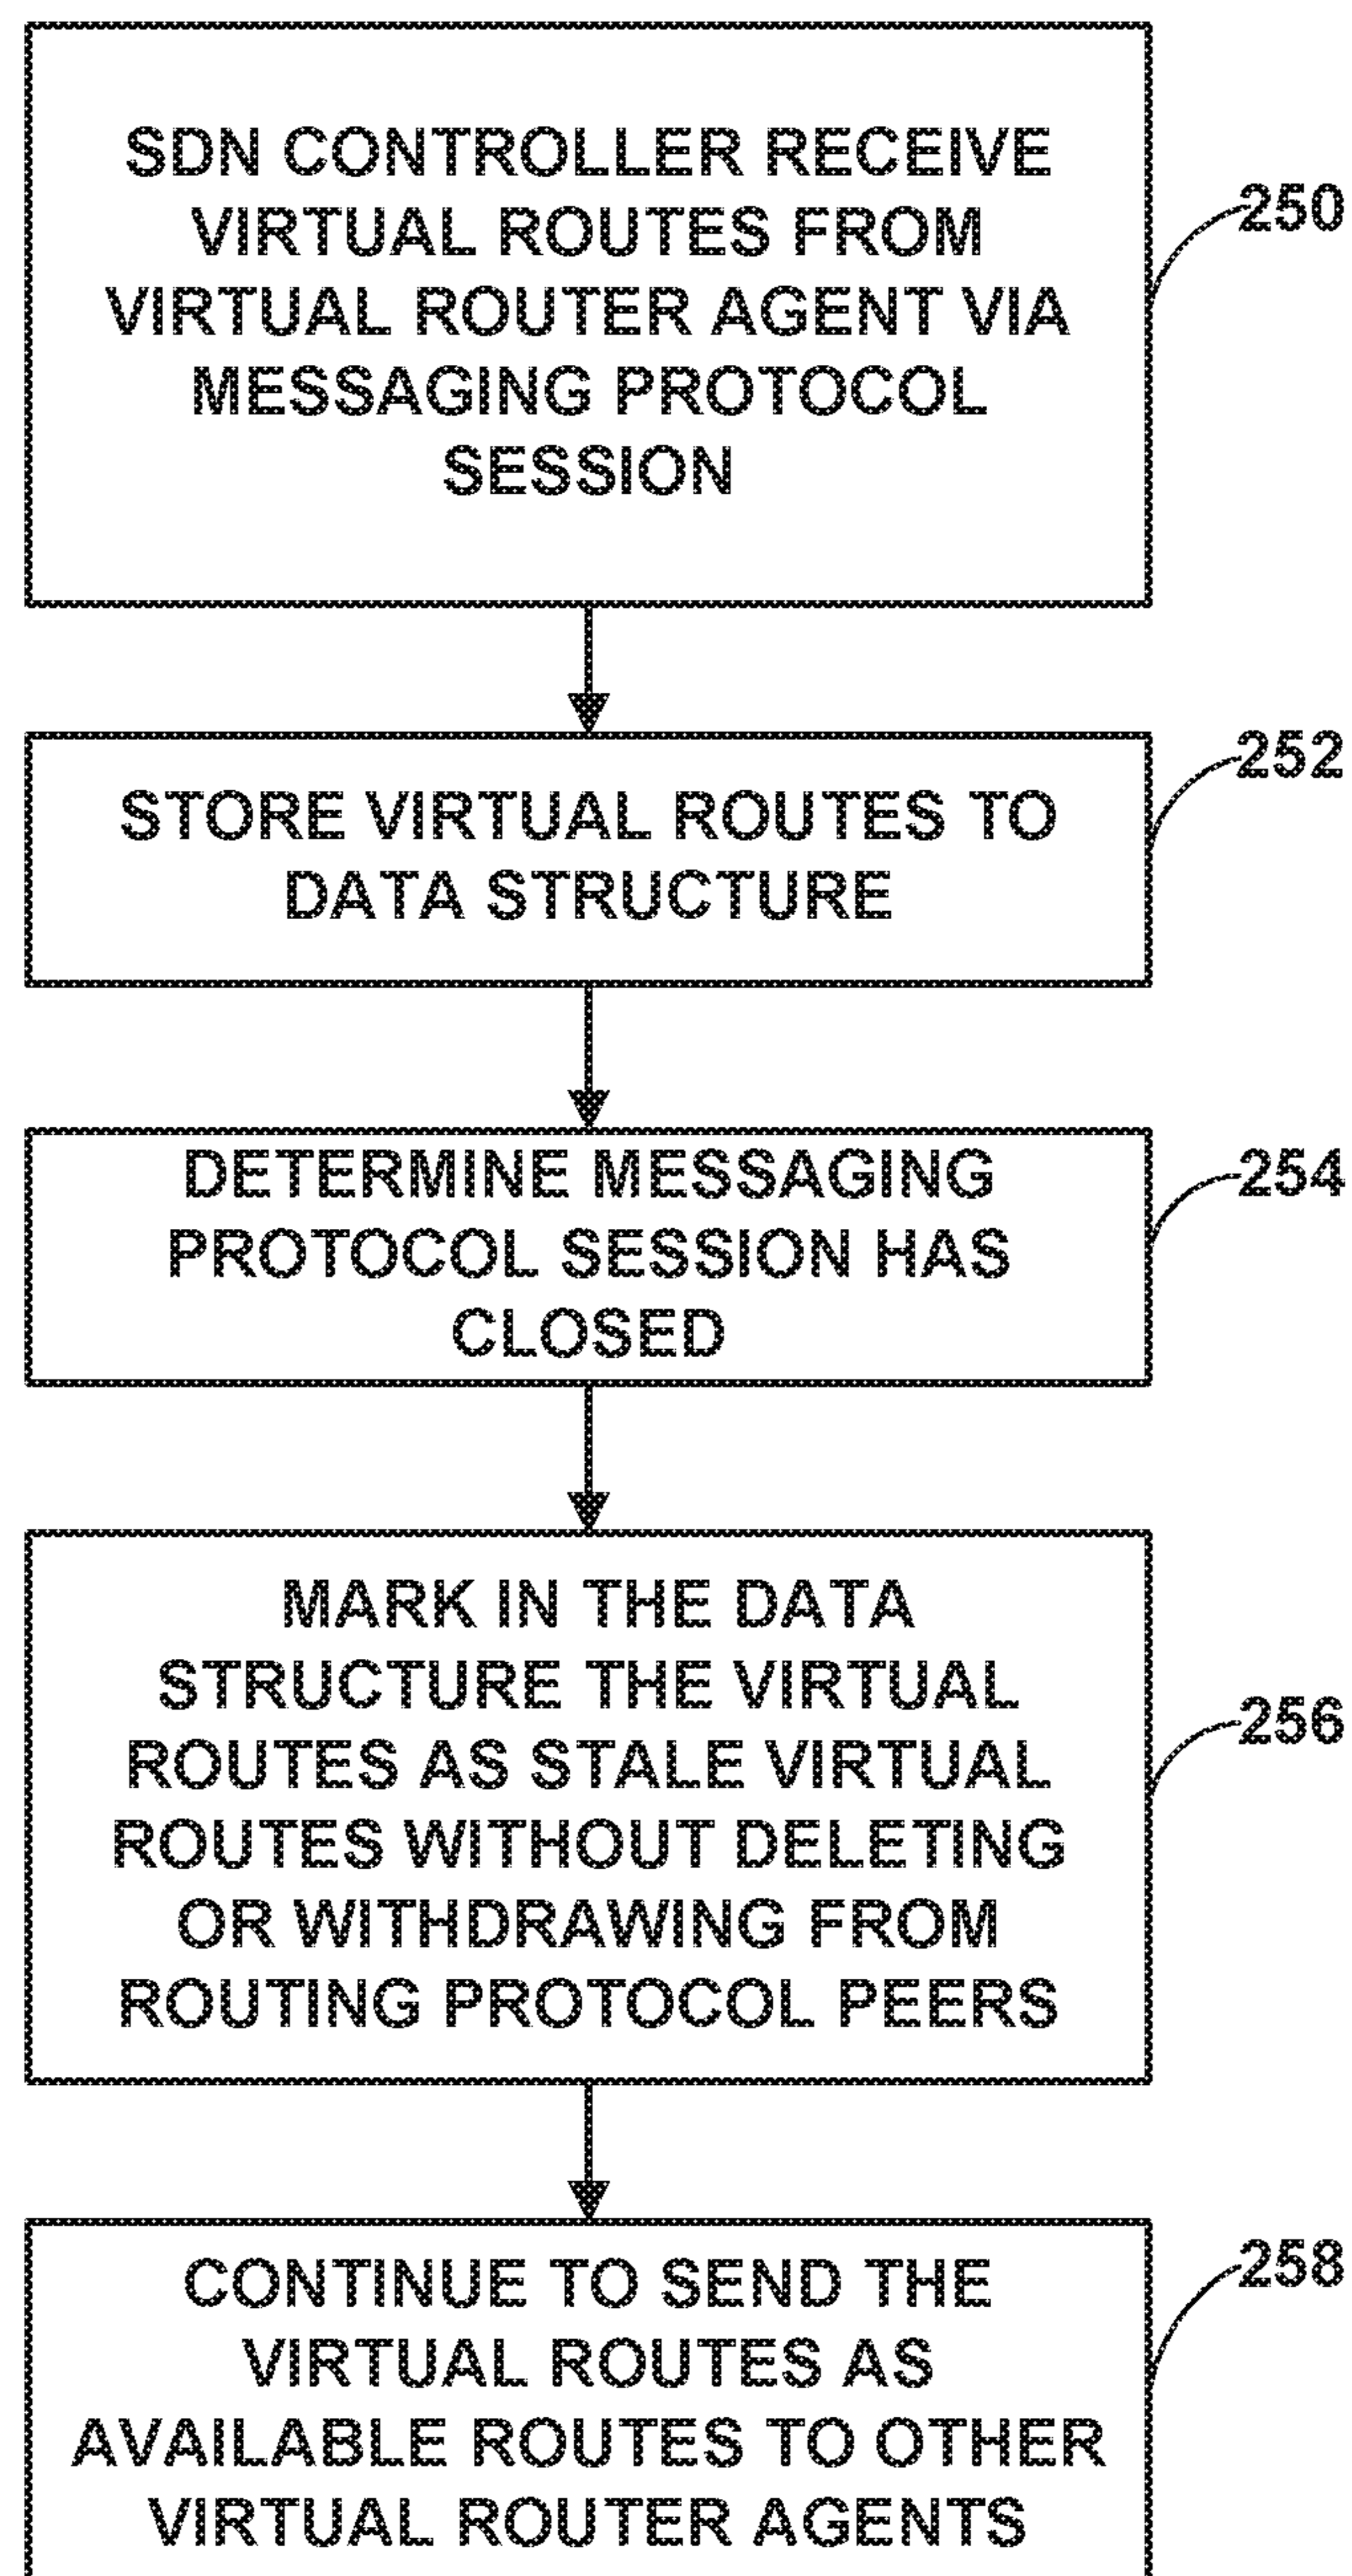 SDN CONTROLLER RECEIVE
VIRTUAL ROUTES FROM
VIRTUAL ROUTER AGENT VIA
MESSAGING PROTOCOL
SESSION
250
STORE VIRTUAL ROUTES TO
DATA STRUCTURE
252
DETERMINE MESSAGING
PROTOCOL SESSION HAS
CLOSED
254
MARK IN THE DATA
STRUCTURE THE VIRTUAL
ROUTES AS STALE VIRTUAL
ROUTES WITHOUT DELETING
OR WITHDRAWING FROM
ROUTING PROTOCOL PEERS
256
CONTINUE TO SEND THE
VIRTUAL ROUTES AS
AVAILABLE ROUTES TO OTHER
VIRTUAL ROUTER AGENTS
258